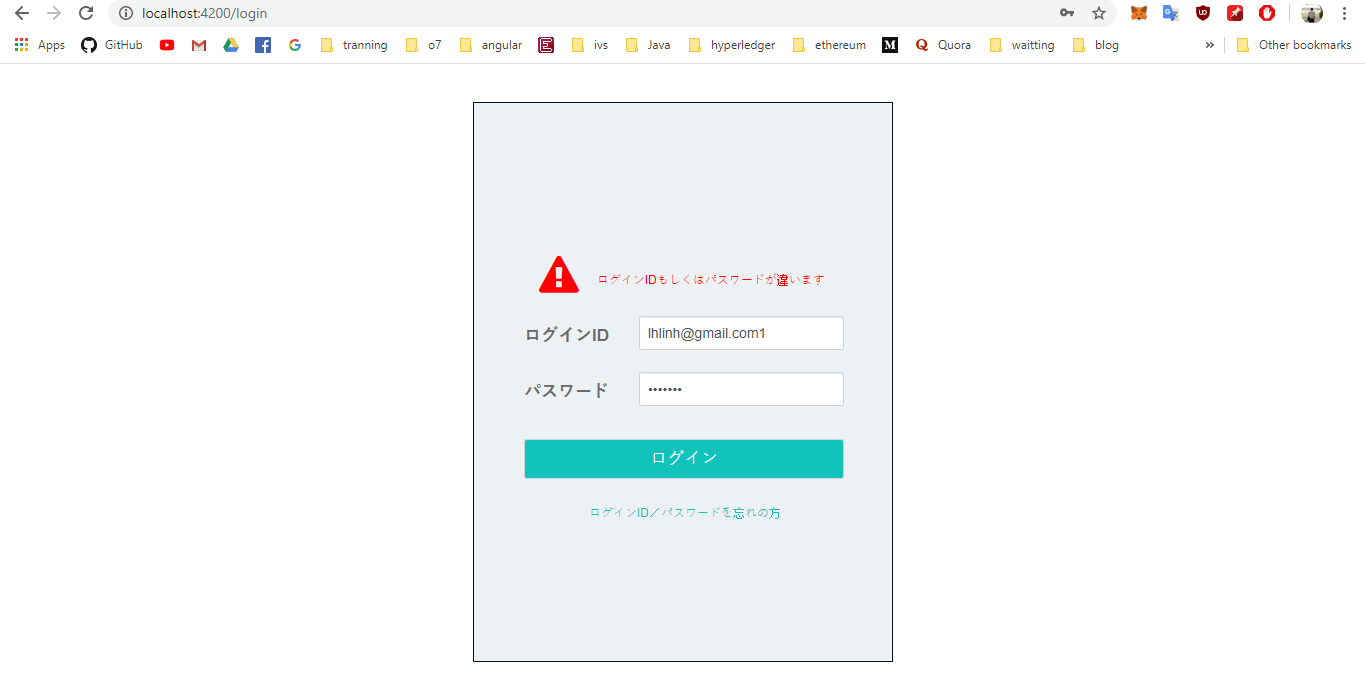 localhost:4200/login
Apps GitHub tranning o7 angular ivs Java hyperledger ethereum M Q Quora waitting blog » Other bookmarks
ログインIDもしくはパスワードが違います
ログインID lhlinh@gmail.com1
パスワード •••••••
ログイン
ログインID／パスワードを忘れの方